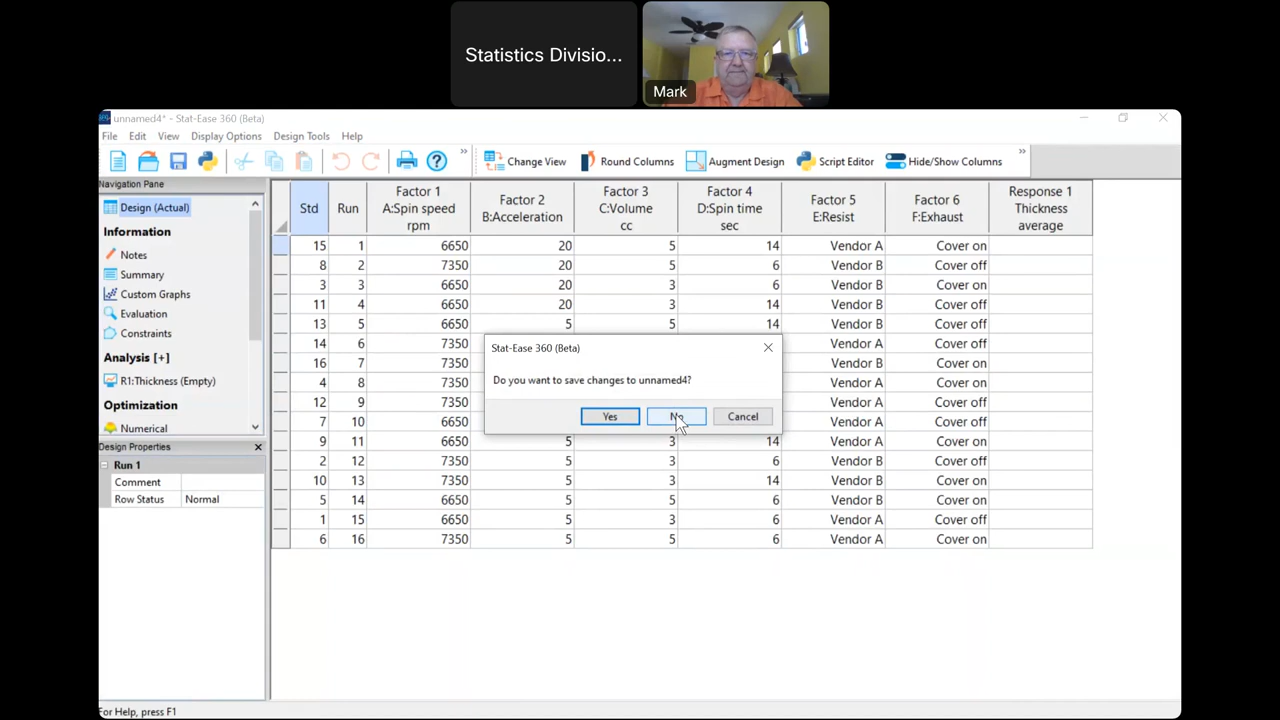 Statistics Divisio...
Mark
unnamed4* - Stat-Ease 360 (Beta)
File Edit View Display Options Design Tools Help
Change View Round Columns Augment Design Script Editor Hide/Show Columns
Navigation Pane
Design (Actual)
Information
Notes
Summary
Custom Graphs
Evaluation
Constraints
Analysis [+]
R1:Thickness (Empty)
Optimization
Numerical
Design Properties
Run 1
Comment
Row Status Normal
Std Run Factor 1 A:Spin speed rpm Factor 2 B:Acceleration Factor 3 C:Volume cc Factor 4 D:Spin time sec Factor 5 E:Resist Factor 6 F:Exhaust Response 1 Thickness average
15 1 6650 20 5 14 Vendor A Cover on
8 2 7350 20 5 6 Vendor B Cover off
3 3 6650 20 3 6 Vendor B Cover on
11 4 6650 20 3 14 Vendor B Cover off
13 5 6650 5 5 14 Vendor B Cover off
14 6 7350 Vendor A Cover off
16 7 7350 Vendor B Cover on
4 8 7350 Vendor A Cover on
12 9 7350 Vendor A Cover off
7 10 6650 Vendor A Cover off
9 11 6650 5 3 14 Vendor A Cover on
2 12 7350 5 3 6 Vendor B Cover off
10 13 7350 5 3 14 Vendor B Cover on
5 14 6650 5 5 6 Vendor B Cover on
1 15 6650 5 3 6 Vendor A Cover off
6 16 7350 5 5 6 Vendor A Cover on
Stat-Ease 360 (Beta)
Do you want to save changes to unnamed4?
Yes No Cancel
For Help, press F1